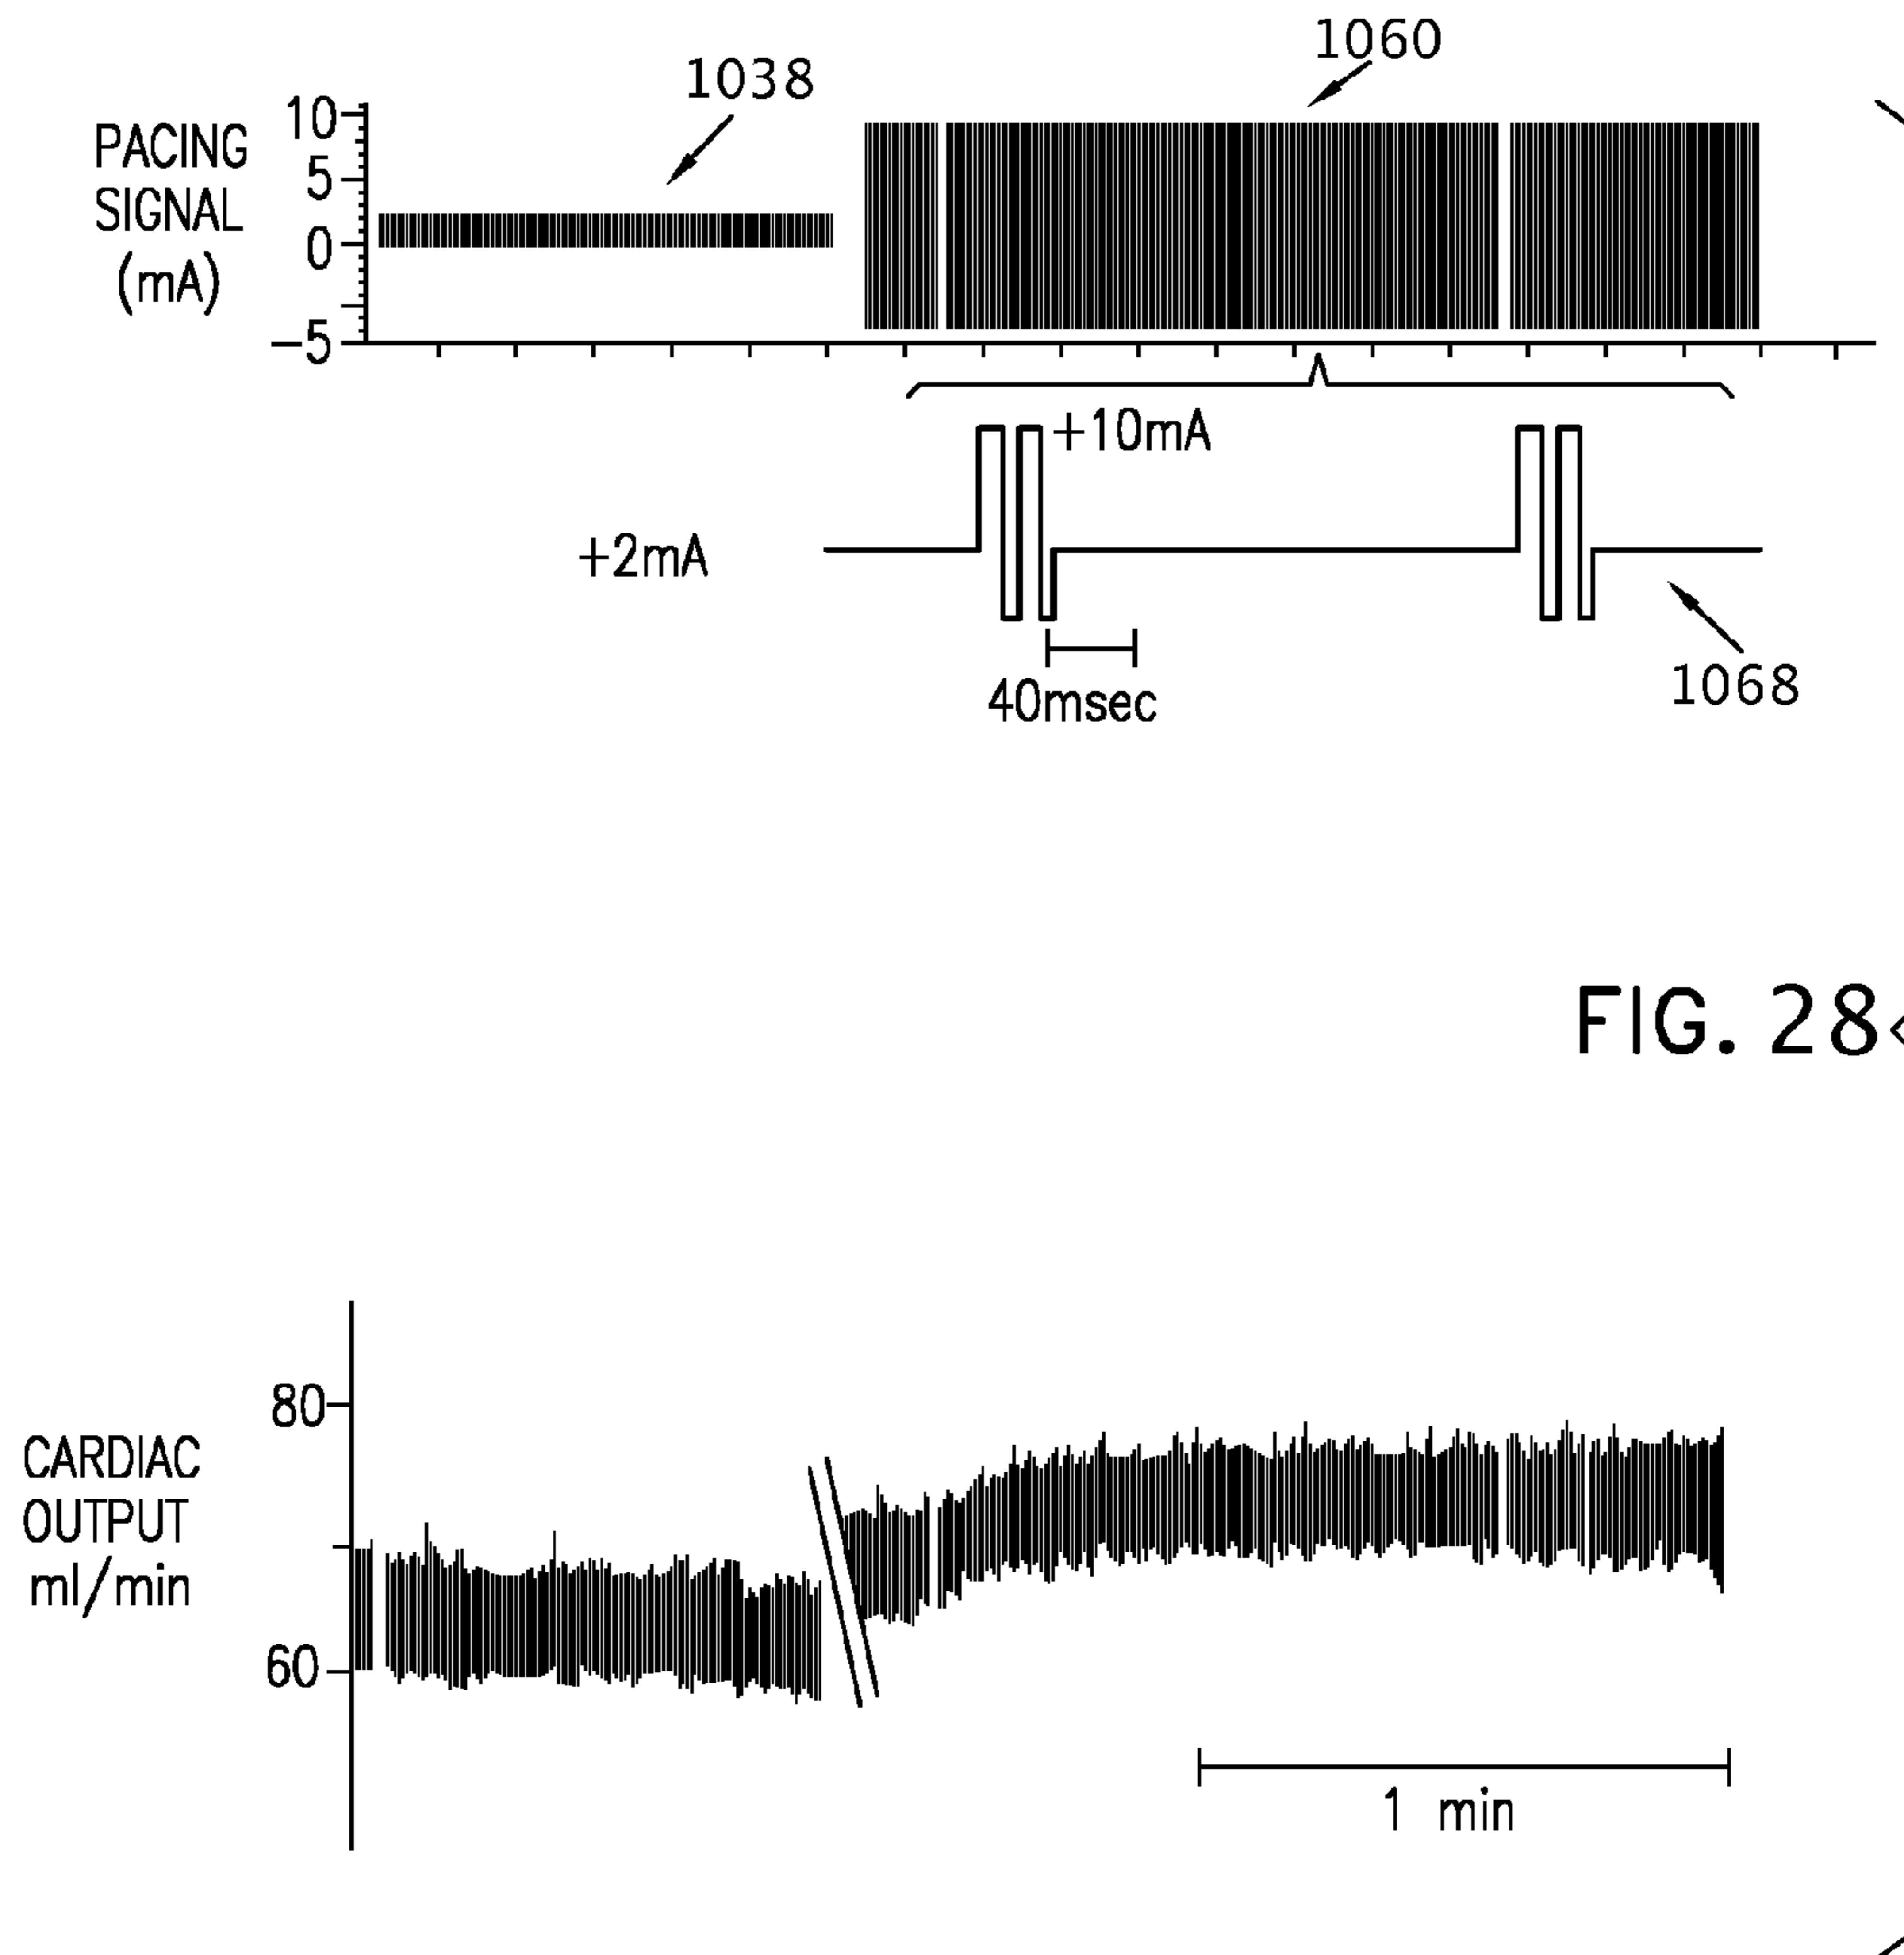 1038
1060
10
5
0
-5
PACING
SIGNAL
(mA)
+10mA
+2mA
40msec
1068
FIG. 28
80
60
CARDIAC
OUTPUT
ml/min
1 min